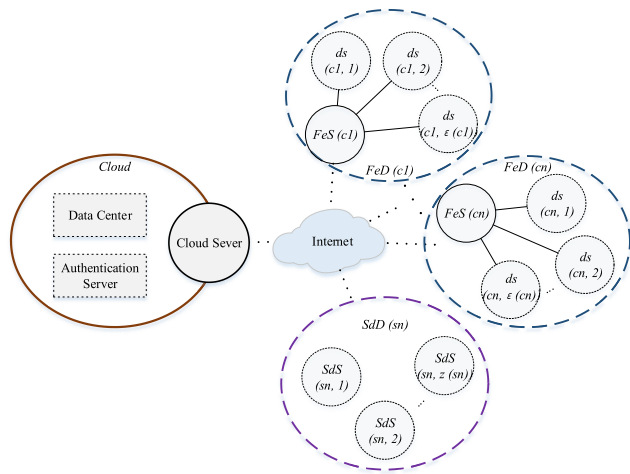 Cloud
Data Center
Authentication
Server
Cloud Sever
Internet
ds
(c1, 1)
ds
(c1, 2)
ds
(c1, ε (c1))
FeS (c1)
FeD (c1)
FeD (cn)
FeS (cn)
ds
(cn, 1)
ds
(cn, 2)
ds
(cn, ε (cn))
SdD (sn)
SdS
(sn, 1)
SdS
(sn, z (sn))
SdS
(sn, 2)